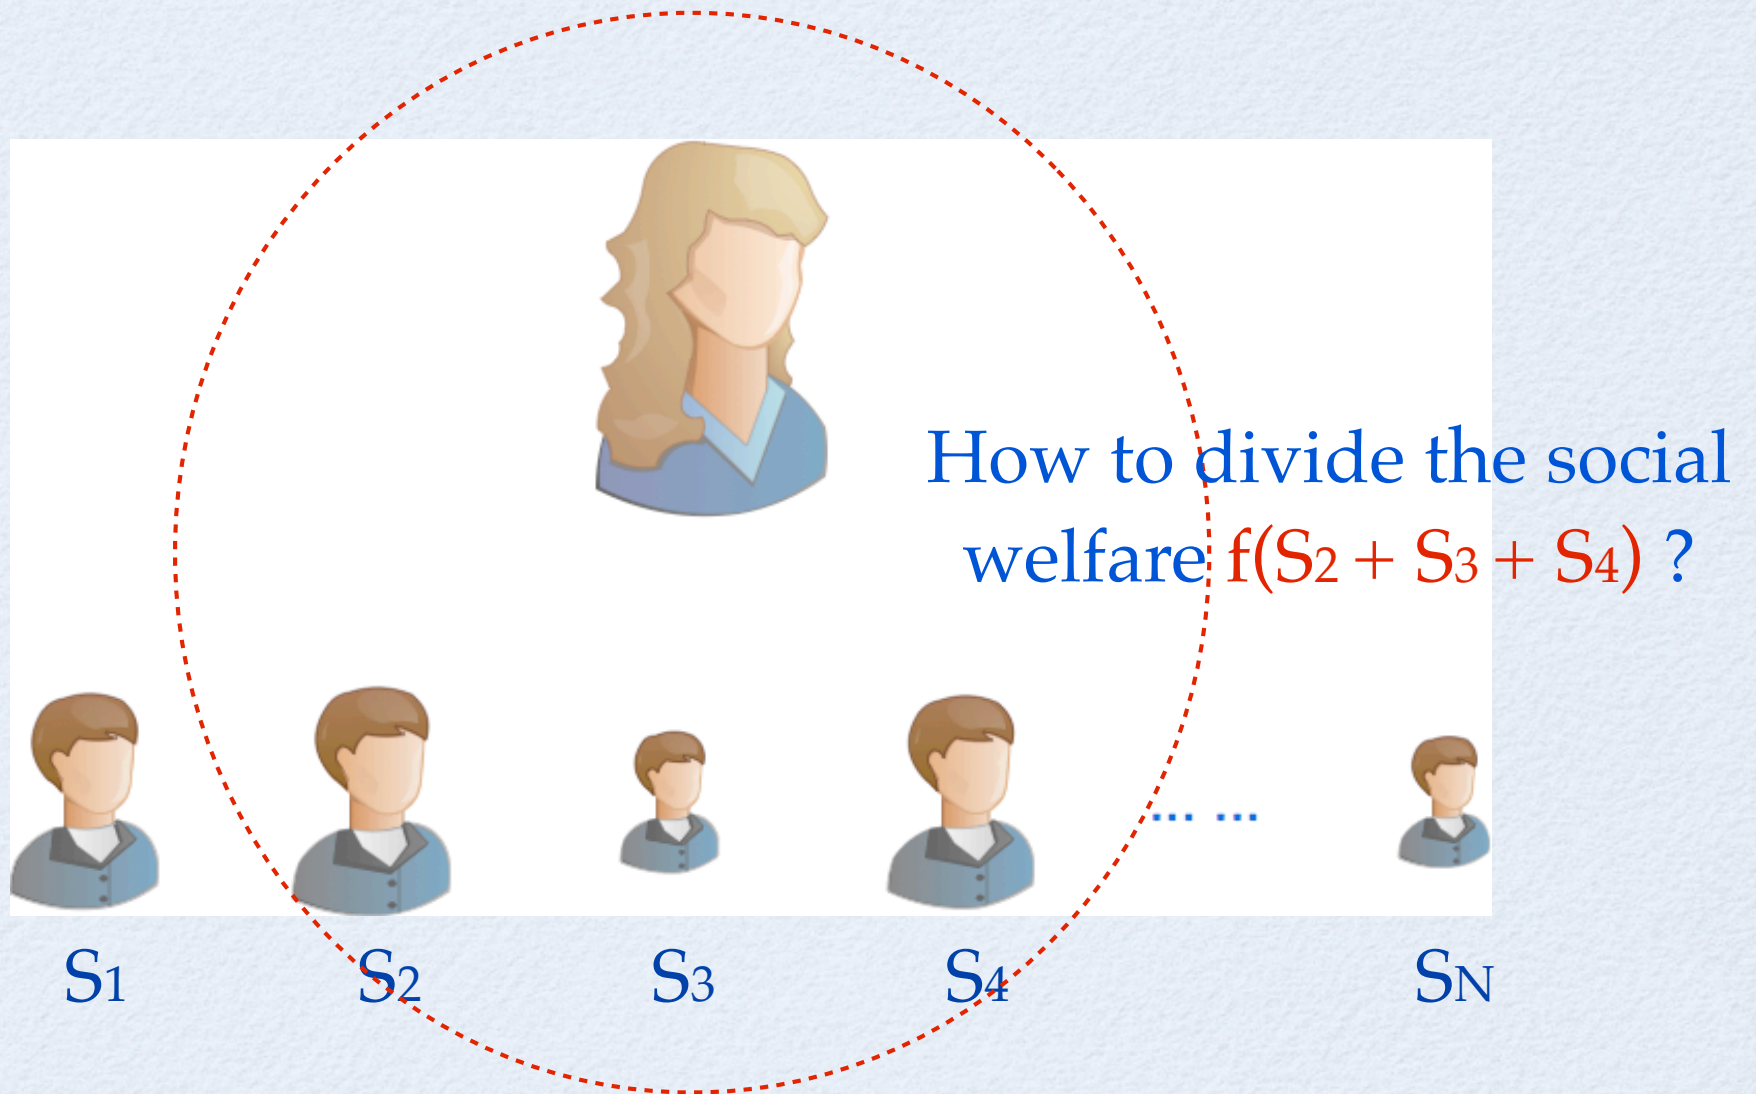 How to divide the social
welfare f(S2 + S3 + S4) ?
... ...
S1 S2 S3 S4 SN